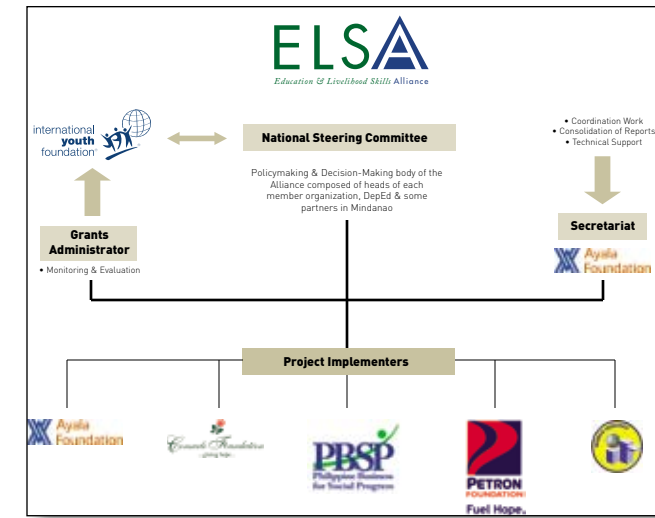 ELSA
Education & Livelihood Skills Alliance
international
youth
foundation®
National Steering Committee
Policymaking & Decision-Making body of the
Alliance composed of heads of each
member organization, DepEd & some
partners in Mindanao
• Coordination Work
• Consolidation of Reports
• Technical Support
Grants
Administrator
• Monitoring & Evaluation
Secretariat
Ayala
Foundation
Project Implementers
Ayala
Foundation
Consuelo Foundation
PBSP
Philippine Business
for Social Progress
PETRON
FOUNDATION
Fuel Hope.